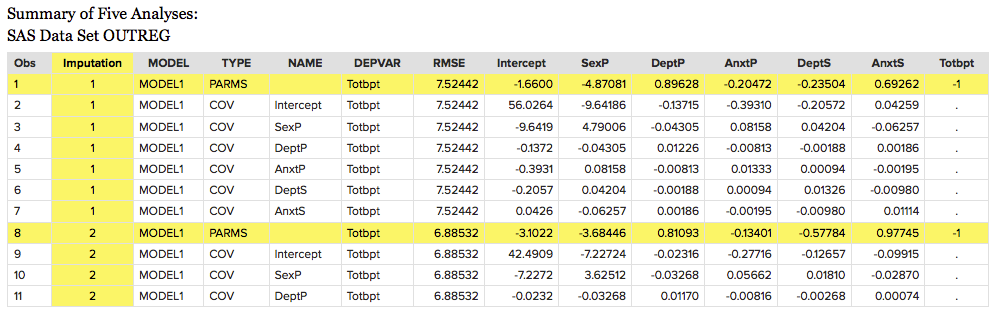 Summary of Five Analyses:
SAS Data Set OUTREG
Obs Imputation MODEL TYPE NAME DEPVAR RMSE Intercept SexP DeptP AnxtP DeptS AnxtS Totbpt
1 1 MODEL1 PARMS Totbpt 7.52442 -1.6600 -4.87081 0.89628 -0.20472 -0.23504 0.69262 -1
2 1 MODEL1 COV Intercept Totbpt 7.52442 56.0264 -9.64186 -0.13715 -0.39310 -0.20572 0.04259 .
3 1 MODEL1 COV SexP Totbpt 7.52442 -9.6419 4.79006 -0.04305 0.08158 0.04204 -0.06257 .
4 1 MODEL1 COV DeptP Totbpt 7.52442 -0.1372 -0.04305 0.01226 -0.00813 -0.00188 0.00186 .
5 1 MODEL1 COV AnxtP Totbpt 7.52442 -0.3931 0.08158 -0.00813 0.01333 0.00094 -0.00195 .
6 1 MODEL1 COV DeptS Totbpt 7.52442 -0.2057 0.04204 -0.00188 0.00094 0.01326 -0.00980 .
7 1 MODEL1 COV AnxtS Totbpt 7.52442 0.0426 -0.06257 0.00186 -0.00195 -0.00980 0.01114 .
8 2 MODEL1 PARMS Totbpt 6.88532 -3.1022 -3.68446 0.81093 -0.13401 -0.57784 0.97745 -1
9 2 MODEL1 COV Intercept Totbpt 6.88532 42.4909 -7.22724 -0.02316 -0.27716 -0.12657 -0.09915 .
10 2 MODEL1 COV SexP Totbpt 6.88532 -7.2272 3.62512 -0.03268 0.05662 0.01810 -0.02870 .
11 2 MODEL1 COV DeptP Totbpt 6.88532 -0.0232 -0.03268 0.01170 -0.00816 -0.00268 0.00074 .